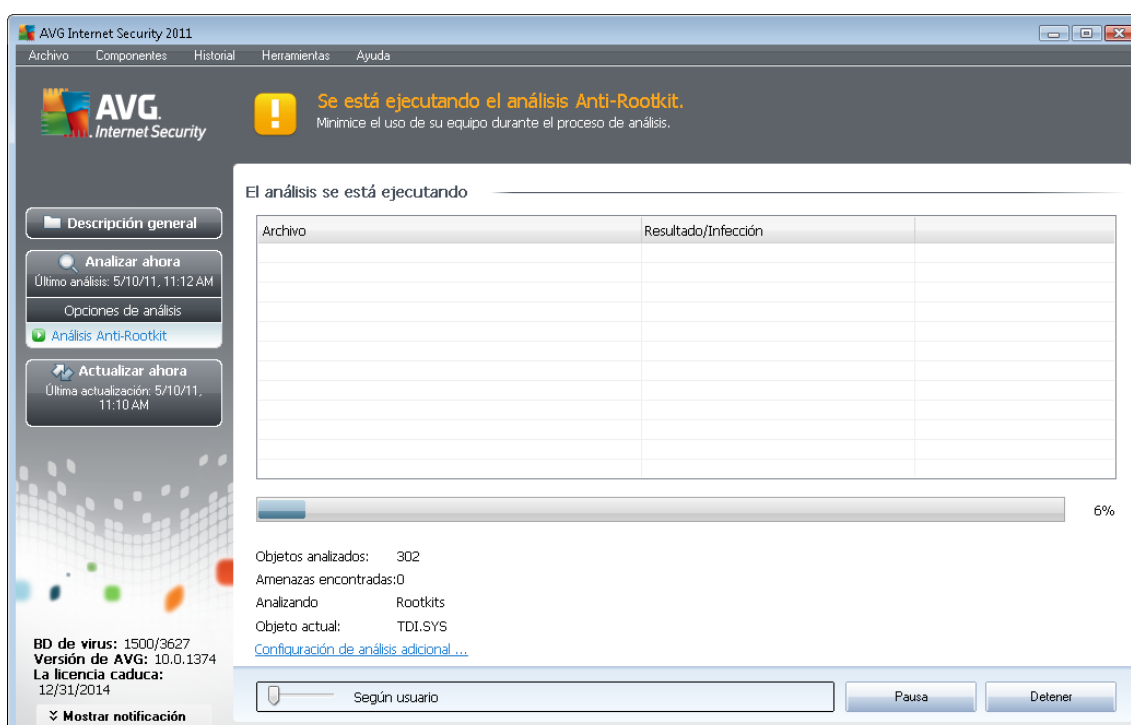 AVG Internet Security 2011
Archivo Componentes Historial Herramientas Ayuda
AVG.
Internet Security
Se está ejecutando el análisis Anti-Rootkit.
Minimice el uso de su equipo durante el proceso de análisis.
Descripción general
Analizar ahora
Último análisis: 5/10/11, 11:12 AM
Opciones de análisis
Análisis Anti-Rootkit
Actualizar ahora
Última actualización: 5/10/11,
11:10 AM
BD de virus: 1500/3627
Versión de AVG: 10.0.1374
La licencia caduca:
12/31/2014
Mostrar notificación
El análisis se está ejecutando
Archivo Resultado/Infección
6%
Objetos analizados: 302
Amenazas encontradas:0
Analizando Rootkits
Objeto actual: TDI.SYS
Configuración de análisis adicional ...
Según usuario
Pausa Detener